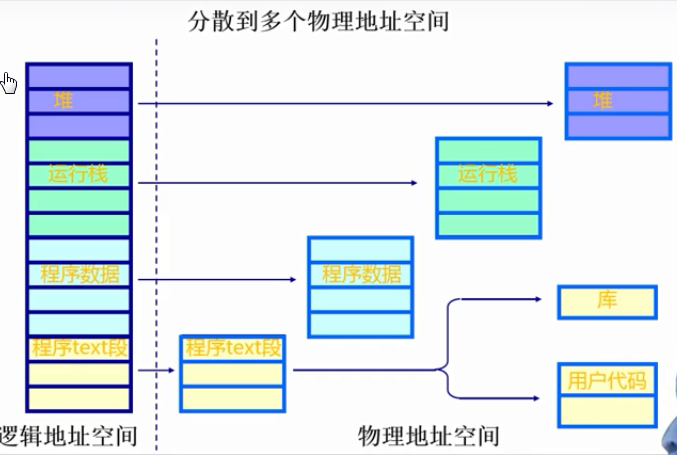 分散到多个物理地址空间
堆
堆
运行栈
运行栈
程序数据
程序数据
库
程序text段
程序text段
用户代码
逻辑地址空间
物理地址空间